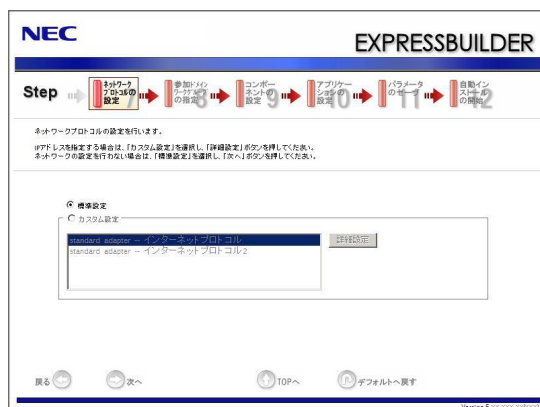 NEC
EXPRESSBUILDER
Step
ネットワークプロトコルの設定 7
参加ドメイン ワークグループの指定 8
コンポーネントの設定 9
アプリケーションの設定 10
パラメータのセーブ 11
自動インストールの開始 12
ネットワークプロトコルの設定を行います。
IPアドレスを指定する場合は、「カスタム設定」を選択し、「詳細設定」ボタンを押してください。
ネットワークの設定を行わない場合は、「標準設定」を選択し、「次へ」ボタンを押してください。
標準設定
カスタム設定
standard adapter -- インターネットプロトコル
詳細設定
standard adapter -- インターネットプロトコル2
戻る
次へ
TOPへ
デフォルトへ戻す
Version 5